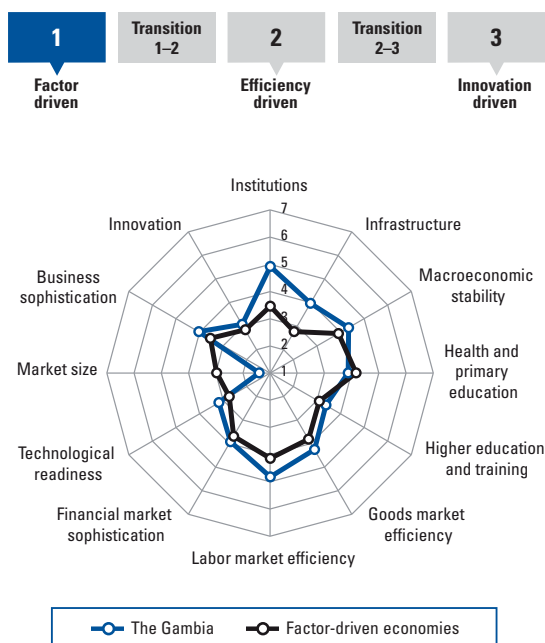 1
Transition
1–2
2
Transition
2–3
3
Factor
driven
Efficiency
driven
Innovation
driven
Institutions
7
6
5
4
3
2
1
Infrastructure
Macroeconomic
stability
Health and
primary
education
Higher education
and training
Goods market
efficiency
Labor market efficiency
Financial market
sophistication
Technological
readiness
Market size
Business
sophistication
Innovation
The Gambia
Factor-driven economies